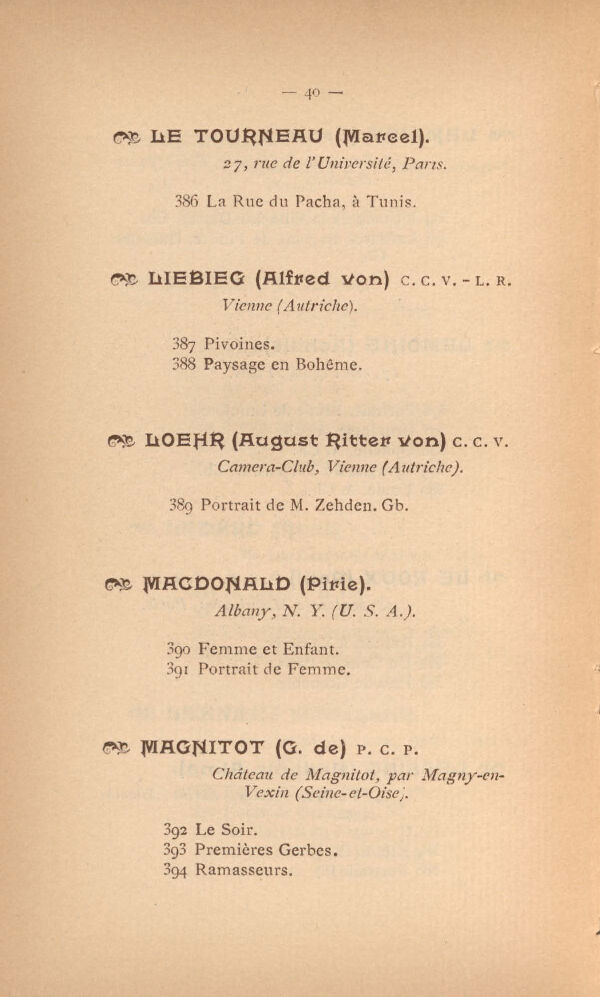 — 40 —
LE TOURNEAU (Marcel).
27, rue de l'Université, Paris.
386 La Rue du Pacha, à Tunis.
LIEBIEG (Alfred von) C. C. V. - L. R.
Vienne (Autriche).
387 Pivoines.
388 Paysage en Bohême.
LOEHR (August Ritter von) C. C. V.
Camera-Club, Vienne (Autriche).
389 Portrait de M. Zehden. Gb.
MACDONALD (Pirie).
Albany, N. Y. (U. S. A.).
390 Femme et Enfant.
391 Portrait de Femme.
MAGNITOT (G. de) P. C. P.
Château de Magnitot, par Magny-en-
Vexin (Seine-et-Oise).
392 Le Soir.
393 Premières Gerbes.
394 Ramasseurs.